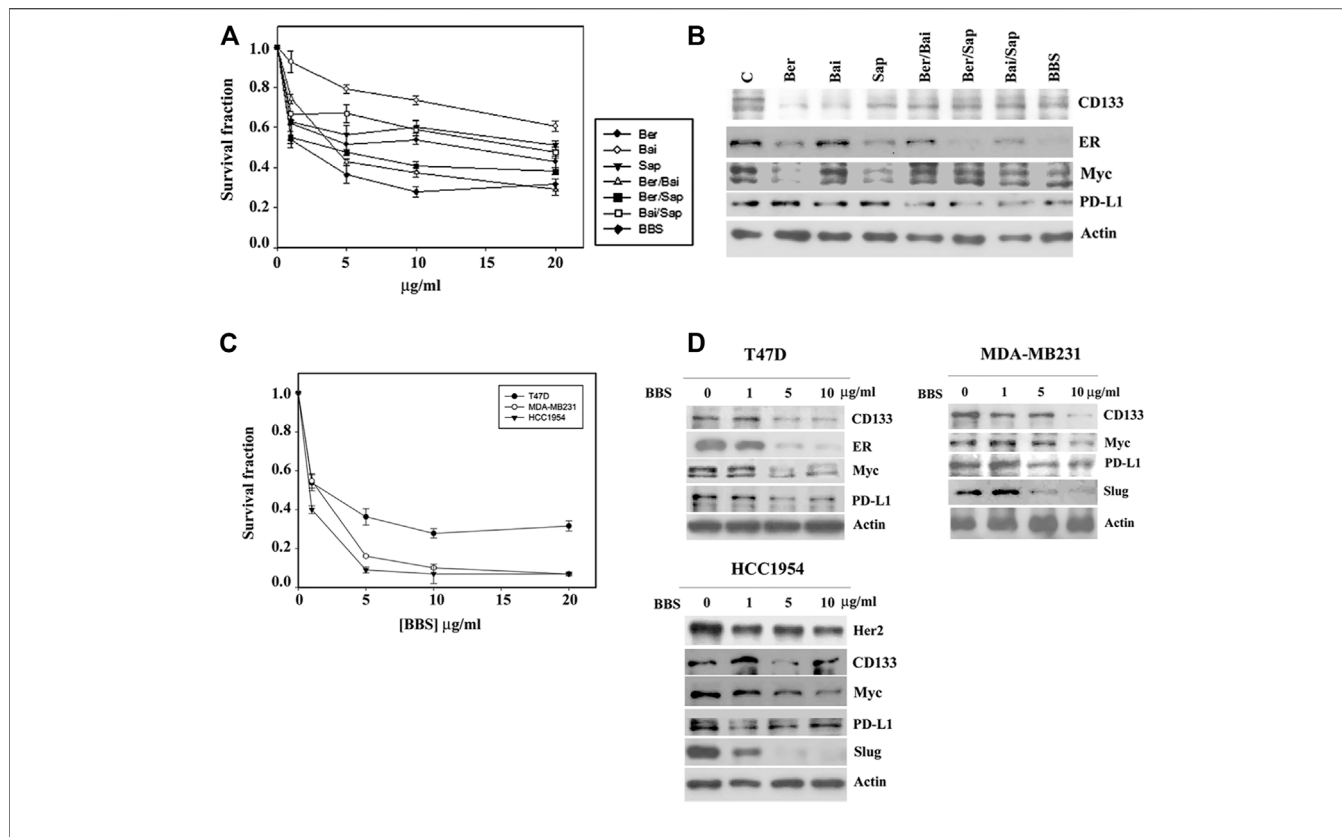 A
1.0
0.8
0.6
0.4
0.2
0.0
Survival fraction
0 5 10 15 20
µg/ml
Ber
Bai
Sap
Ber/Bai
Ber/Sap
Bai/Sap
BBS
B
C Ber Bai Sap Ber/Bai Ber/Sap Bai/Sap BBS
CD133
ER
Myc
PD-L1
Actin
C
1.0
0.8
0.6
0.4
0.2
0.0
Survival fraction
0 5 10 15 20
[BBS] µg/ml
T47D
MDA-MB231
HCC1954
D
T47D
BBS 0 1 5 10 µg/ml
CD133
ER
Myc
PD-L1
Actin
MDA-MB231
BBS 0 1 5 10 µg/ml
CD133
Myc
PD-L1
Slug
Actin
HCC1954
BBS 0 1 5 10 µg/ml
Her2
CD133
Myc
PD-L1
Slug
Actin